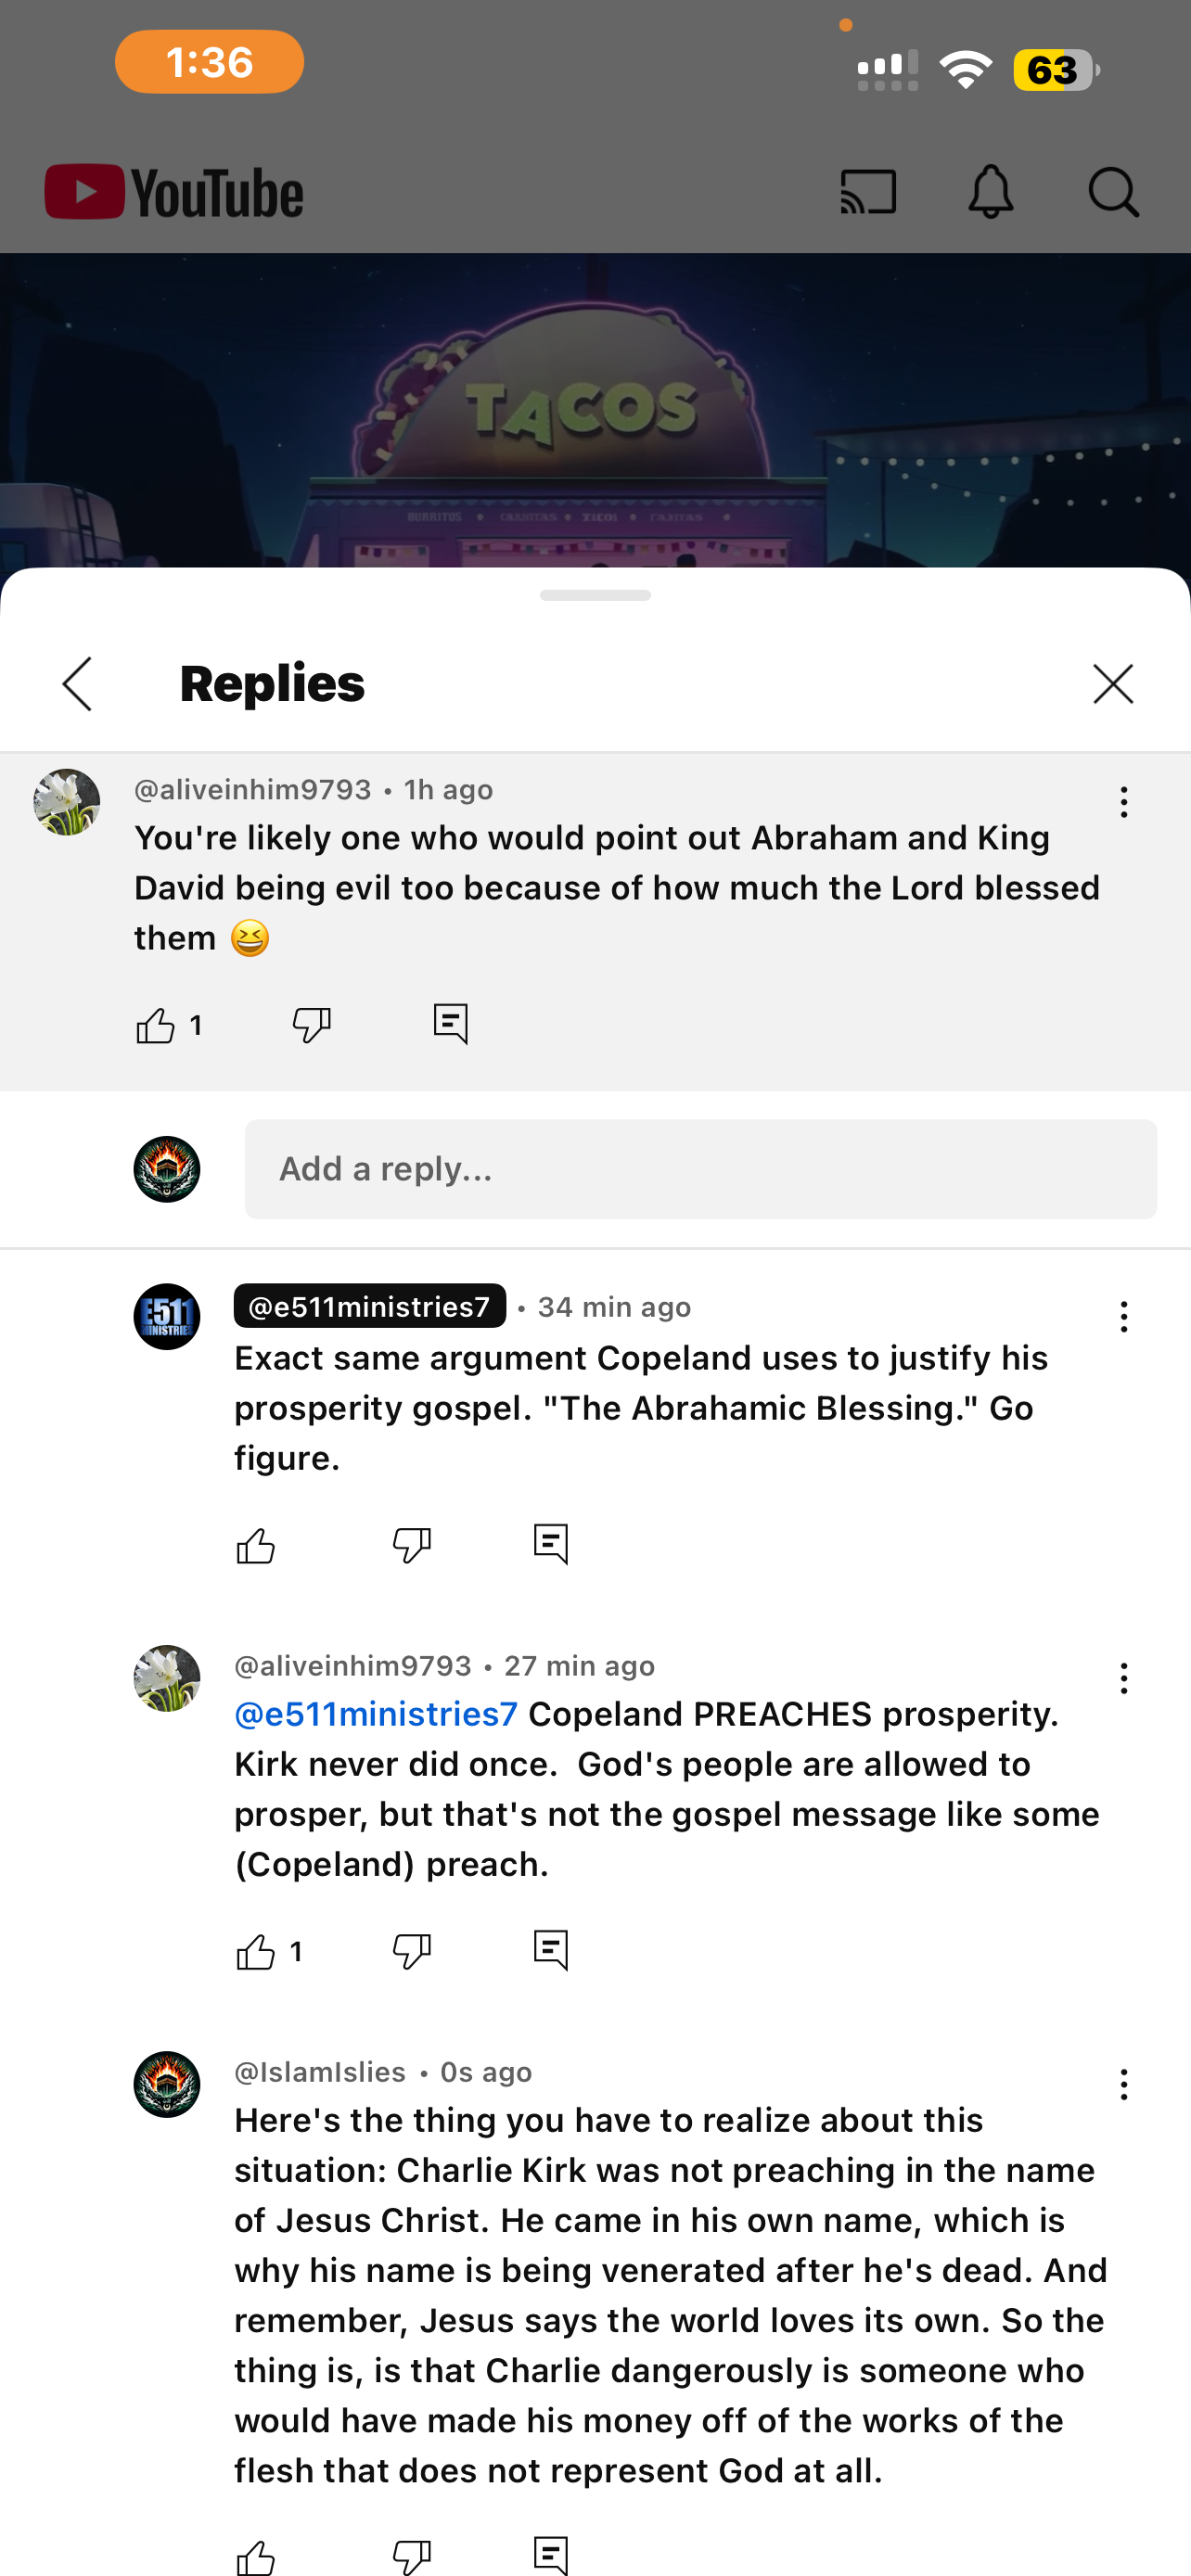 1:36
63
YouTube
TACOS
BURRITOS • CARNITAS • TACOS • FAJITAS •
Replies
@aliveinhim9793 • 1h ago
You're likely one who would point out Abraham and King
David being evil too because of how much the Lord blessed
them 😆
1
Add a reply...
E511
MINISTRIES
@e511ministries7 • 34 min ago
Exact same argument Copeland uses to justify his
prosperity gospel. "The Abrahamic Blessing." Go
figure.
@aliveinhim9793 • 27 min ago
@e511ministries7 Copeland PREACHES prosperity.
Kirk never did once.  God's people are allowed to
prosper, but that's not the gospel message like some
(Copeland) preach.
1
@IslamIslies • 0s ago
Here's the thing you have to realize about this
situation: Charlie Kirk was not preaching in the name
of Jesus Christ. He came in his own name, which is
why his name is being venerated after he's dead. And
remember, Jesus says the world loves its own. So the
thing is, is that Charlie dangerously is someone who
would have made his money off of the works of the
flesh that does not represent God at all.